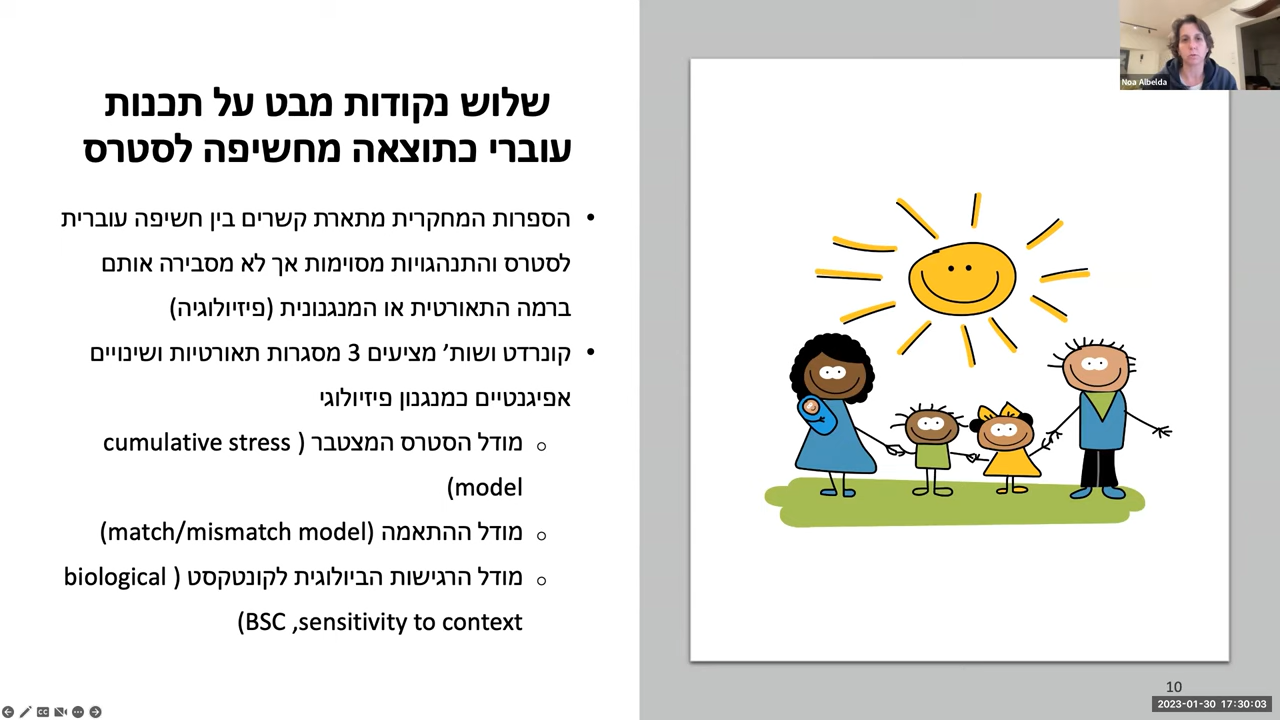 שלוש נקודות מבט על תכנות
עוברי כתוצאה מחשיפה לסטרס
• הספרות המחקרית מתארת קשרים בין חשיפה עוברית
לסטרס והתנהגויות מסוימות אך לא מסבירה אותם
ברמה התאורטית או המנגנונית (פיזיולוגיה)
• קונרדט ושות׳ מציעים 3 מסגרות תאורטיות ושינויים
אפיגנטיים כמנגנון פיזיולוגי
o מודל הסטרס המצטבר (cumulative stress
model)
o מודל ההתאמה (match/mismatch model)
o מודל הרגישות הביולוגית לקונטקסט (biological
BSC ,sensitivity to context)
Noa Albelda
10
2023-01-30 17:30:03
CC